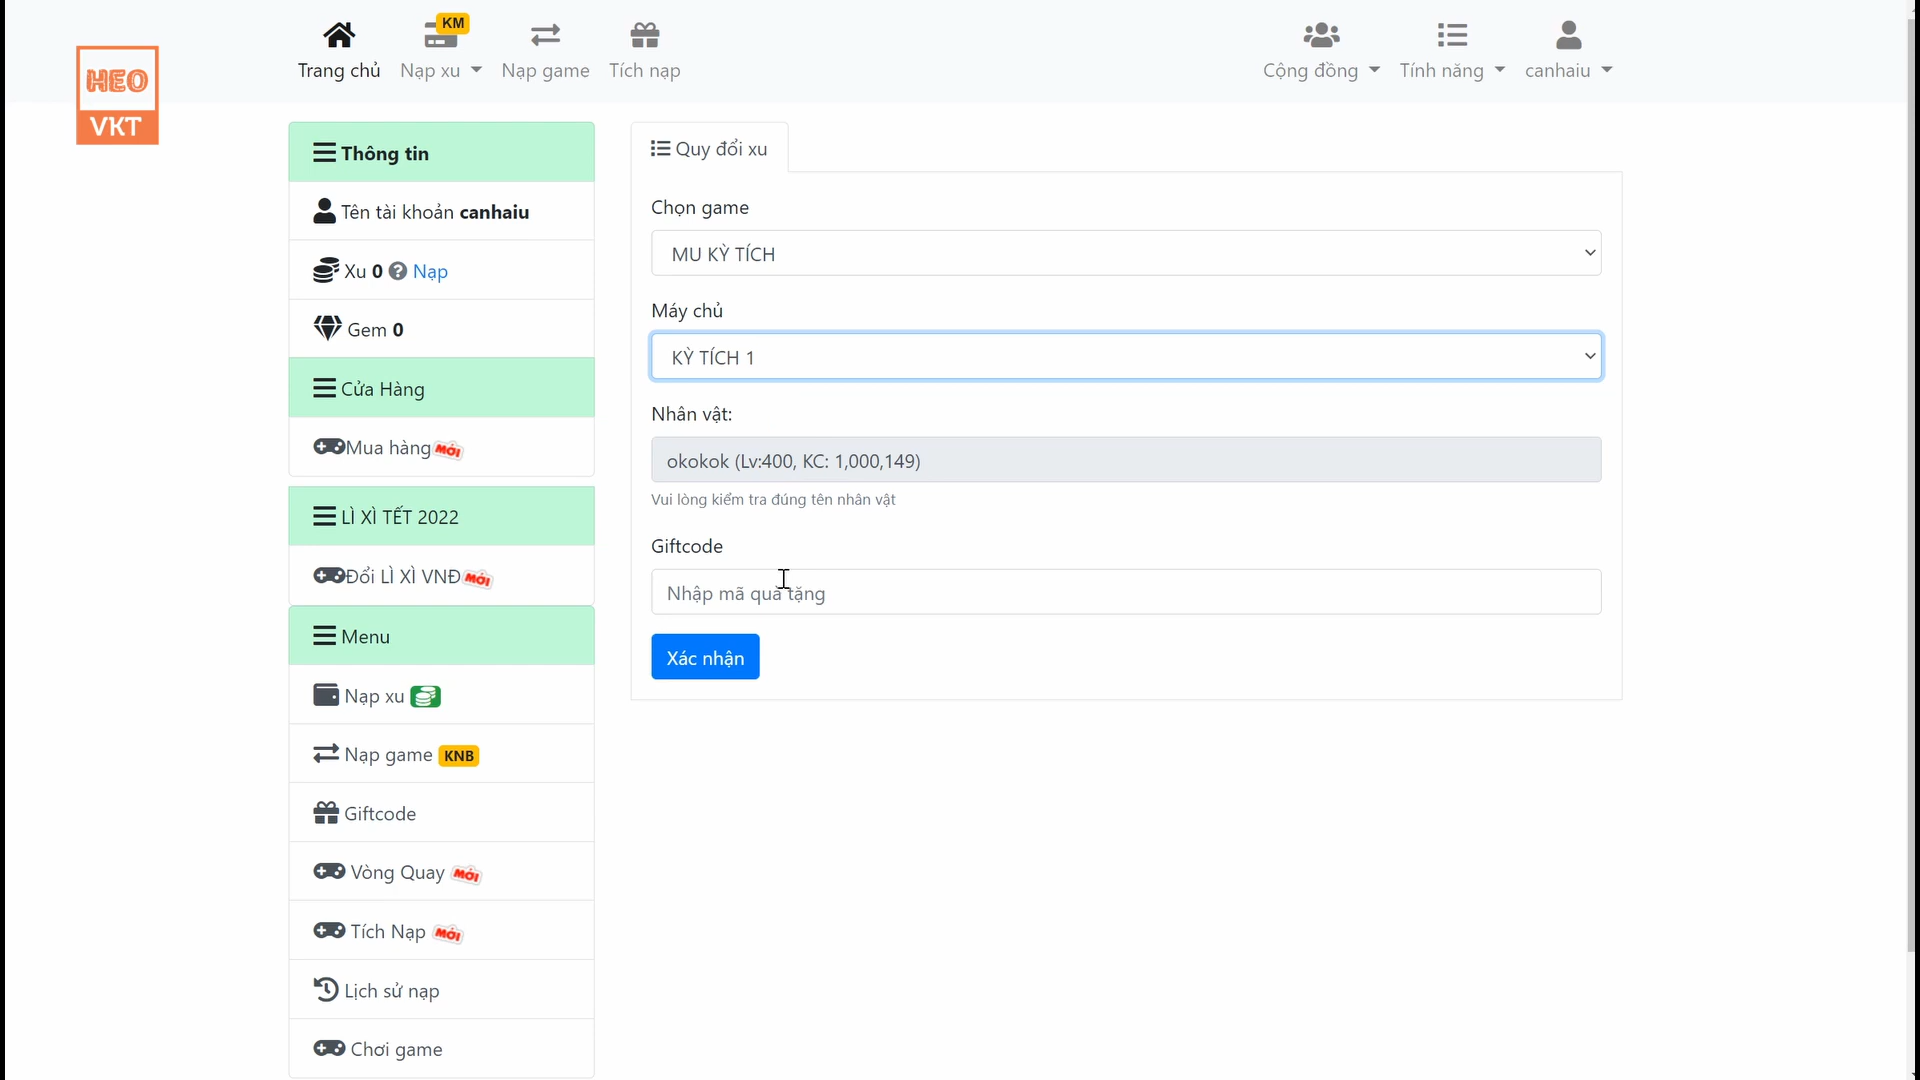 KM
Trang chủ
Nạp xu
Nạp game
Tích nạp
Cộng đồng
Tính năng
canhaiu
HEO
VKT
Thông tin
Tên tài khoản canhaiu
Xu 0 Nạp
Gem 0
Cửa Hàng
Mua hàng MỚI
LÌ XÌ TẾT 2022
Đổi LÌ XÌ VNĐ MỚI
Menu
Nạp xu
Nạp game KNB
Giftcode
Vòng Quay MỚI
Tích Nạp MỚI
Lịch sử nạp
Chơi game
Quy đổi xu
Chọn game
MU KỲ TÍCH
Máy chủ
KỲ TÍCH 1
Nhân vật:
okokok (Lv:400, KC: 1,000,149)
Vui lòng kiểm tra đúng tên nhân vật
Giftcode
Nhập mã quà tặng
Xác nhận